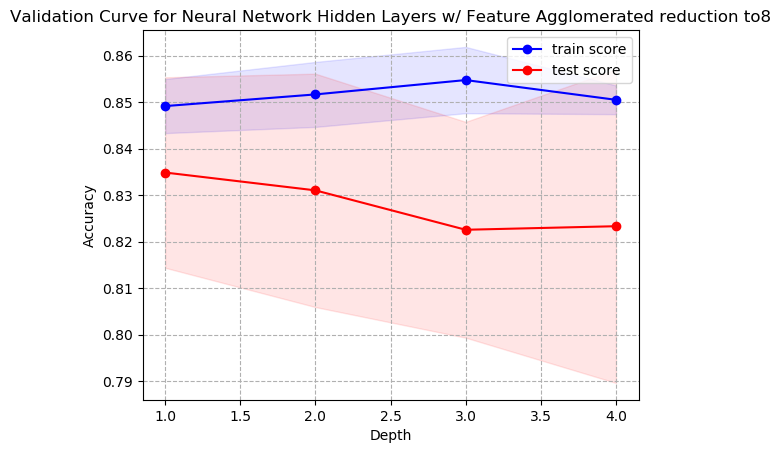 Validation Curve for Neural Network Hidden Layers w/ Feature Agglomerated reduction to8
train score
test score
0.86
0.85
0.84
0.83
0.82
0.81
0.80
0.79
Accuracy
1.0 1.5 2.0 2.5 3.0 3.5 4.0
Depth